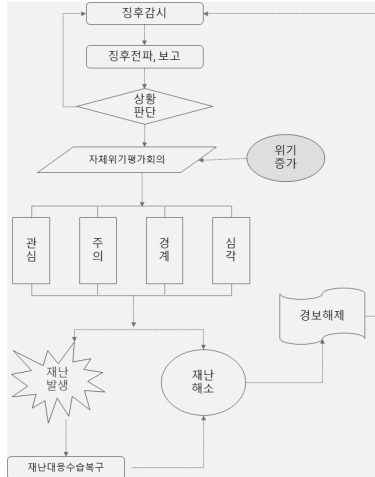 징후감시
징후전파, 보고
상황
판단
자체위기평가회의
위기
증가
관
심
주
의
경
계
심
각
경보해제
재난
발생
재난
해소
재난대응수습복구